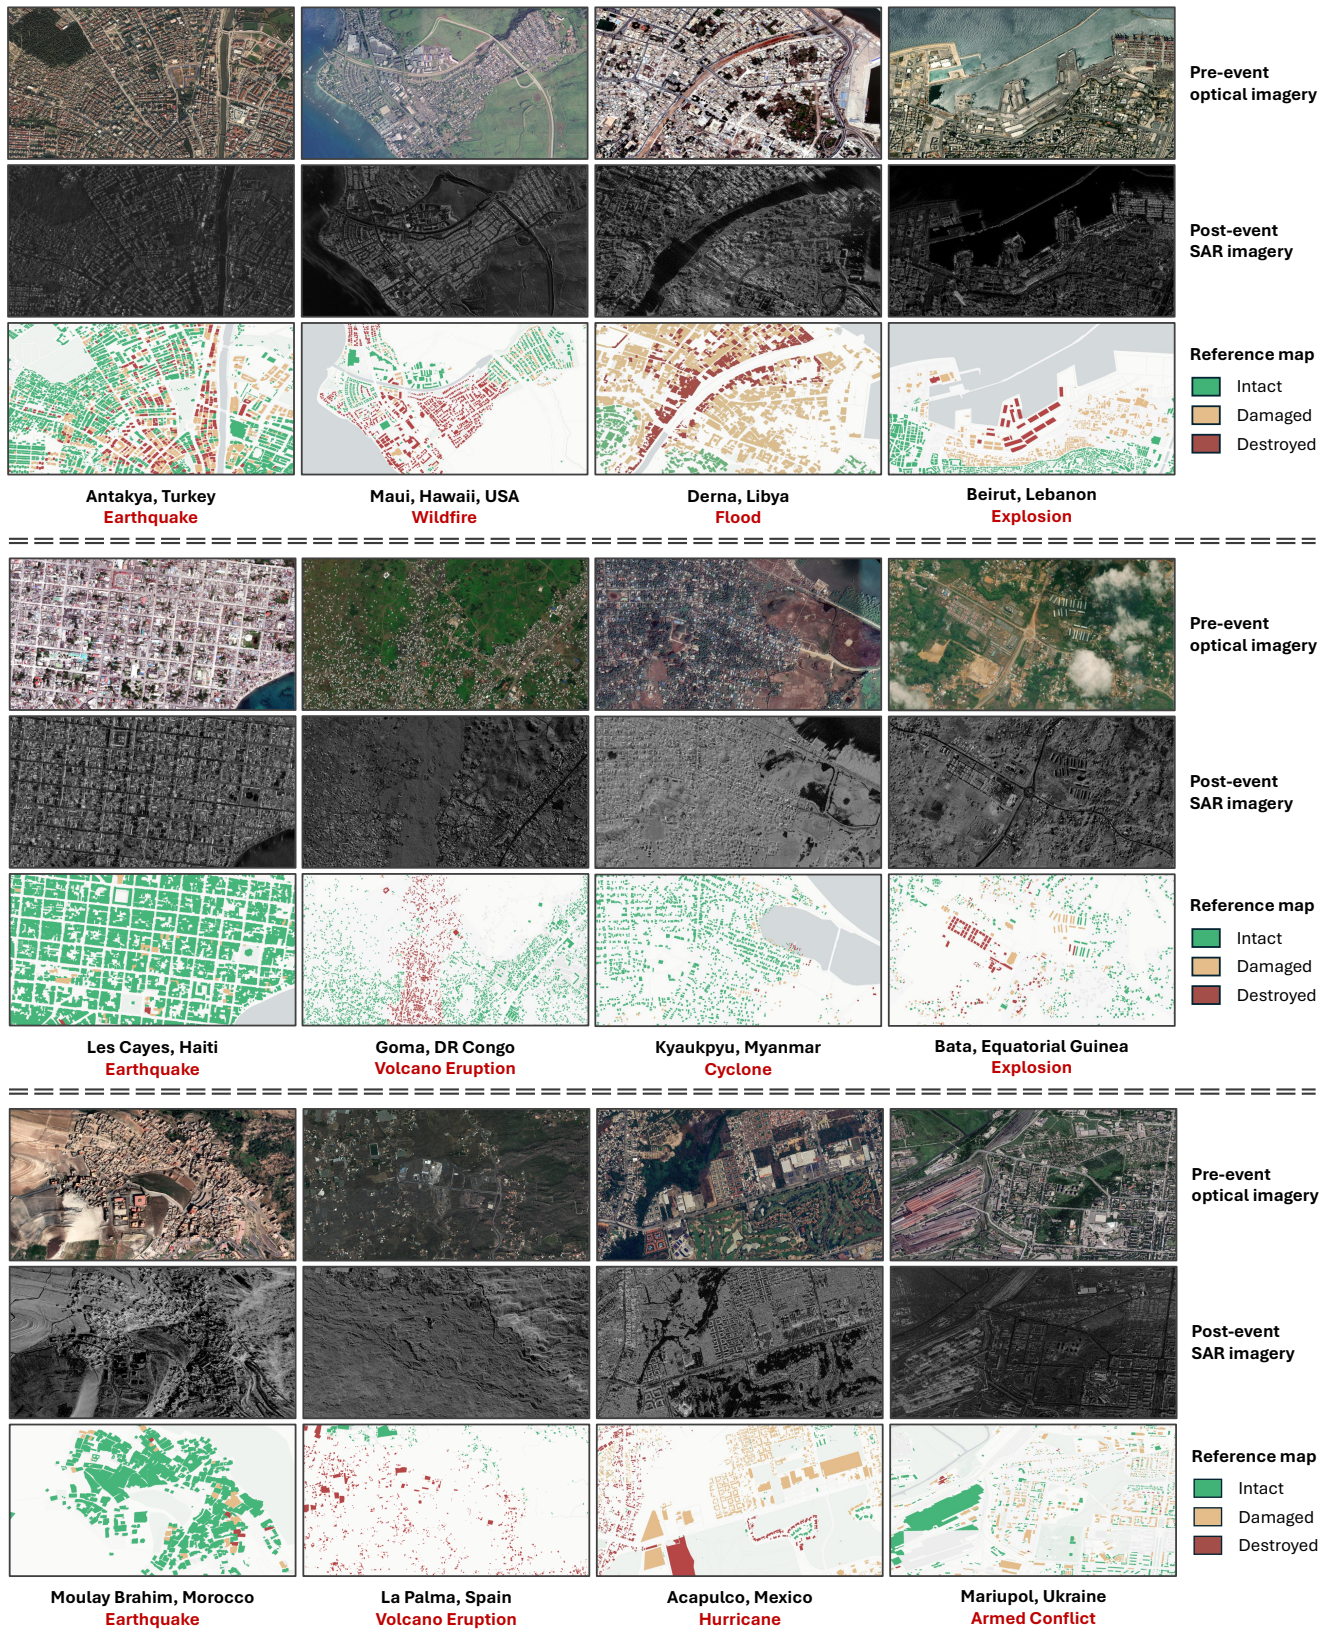 Pre-event
optical imagery
Post-event
SAR imagery
Reference map
Intact
Damaged
Destroyed
Antakya, Turkey
Earthquake
Maui, Hawaii, USA
Wildfire
Derna, Libya
Flood
Beirut, Lebanon
Explosion
Pre-event
optical imagery
Post-event
SAR imagery
Reference map
Intact
Damaged
Destroyed
Les Cayes, Haiti
Earthquake
Goma, DR Congo
Volcano Eruption
Kyaukpyu, Myanmar
Cyclone
Bata, Equatorial Guinea
Explosion
Pre-event
optical imagery
Post-event
SAR imagery
Reference map
Intact
Damaged
Destroyed
Moulay Brahim, Morocco
Earthquake
La Palma, Spain
Volcano Eruption
Acapulco, Mexico
Hurricane
Mariupol, Ukraine
Armed Conflict